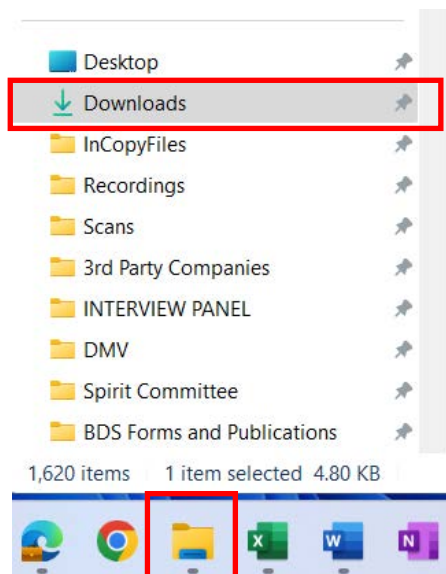 Desktop
Downloads
InCopyFiles
Recordings
Scans
3rd Party Companies
INTERVIEW PANEL
DMV
Spirit Committee
BDS Forms and Publications
1,620 items 1 item selected 4.80 KB
X W N